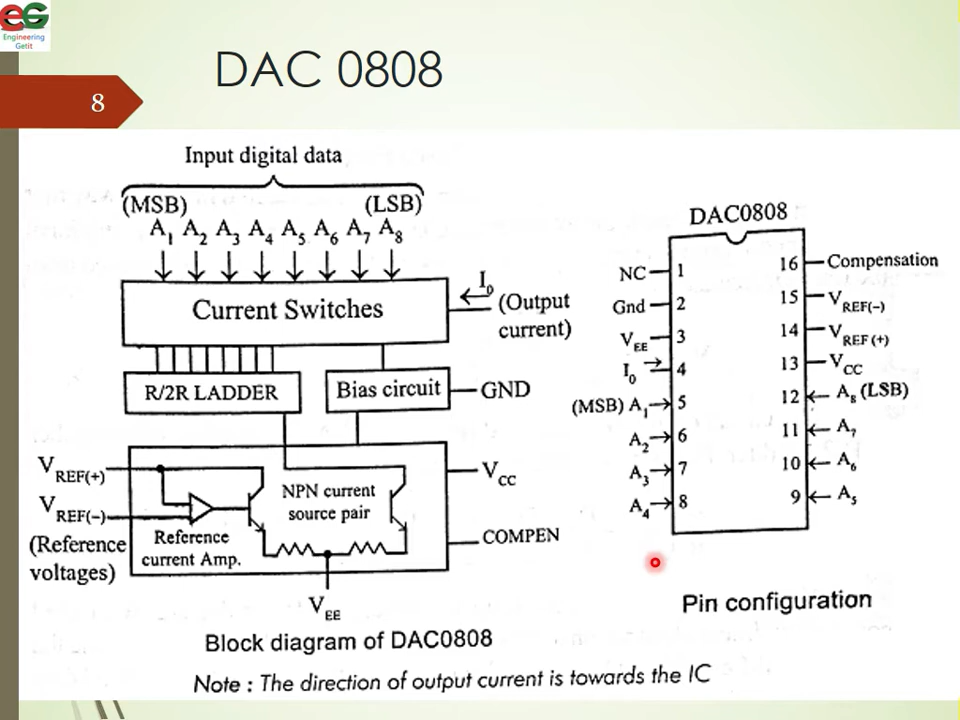 EG
Engineering
Getit
DAC 0808
8
Input digital data
(MSB) (LSB)
A1 A2 A3 A4 A5 A6 A7 A8
Current Switches
I0
(Output
current)
R/2R LADDER
Bias circuit
GND
VREF(+)
VREF(-)
(Reference
voltages)
Reference
current Amp.
NPN current
source pair
VCC
COMPEN
VEE
Block diagram of DAC0808
DAC0808
NC 1
Gnd 2
VEE 3
I0 4
(MSB) A1 5
A2 6
A3 7
A4 8
16 Compensation
15 VREF(-)
14 VREF(+)
13 VCC
12 A8 (LSB)
11 A7
10 A6
9 A5
Pin configuration
Note : The direction of output current is towards the IC